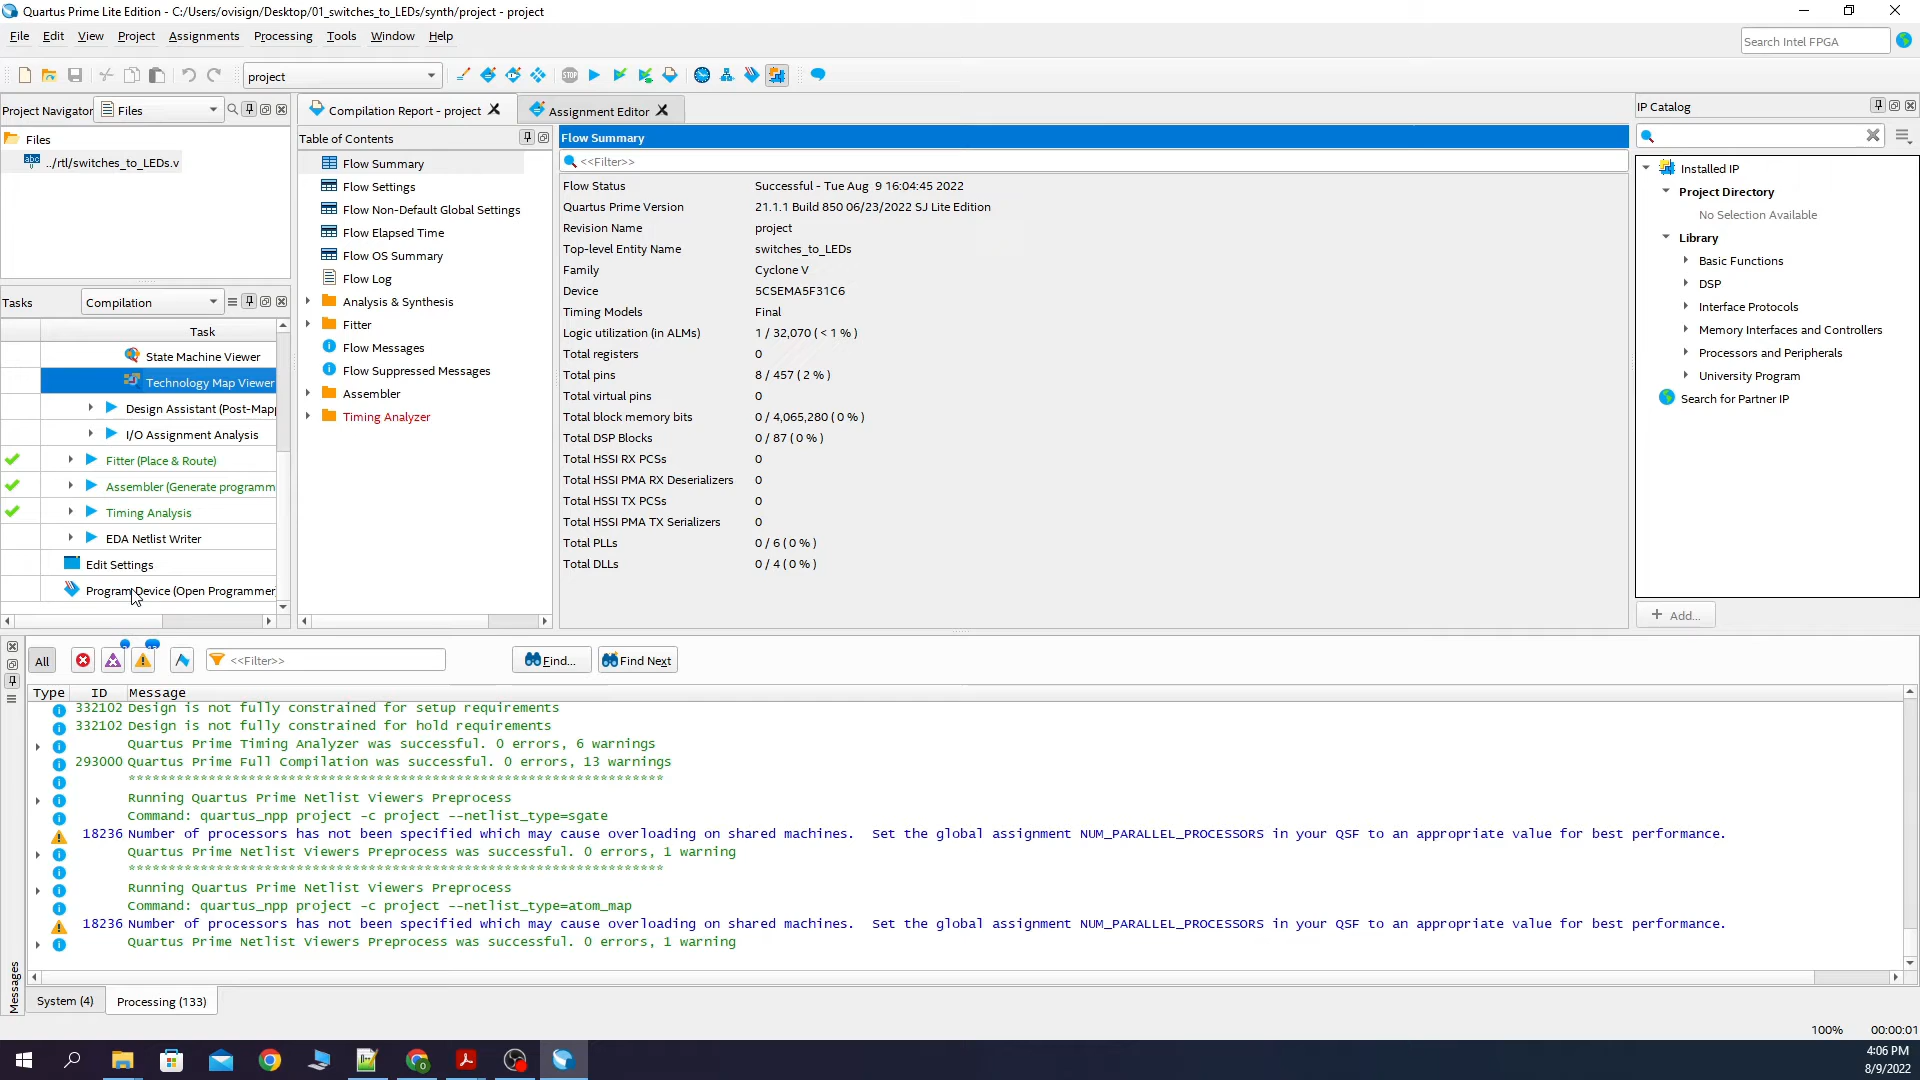 Quartus Prime Lite Edition - C:/Users/ovisign/Desktop/01_switches_to_LEDs/synth/project - project
File Edit View Project Assignments Processing Tools Window Help
Search Intel FPGA
project
STOP
Project Navigator Files
Files
abc ../rtl/switches_to_LEDs.v
Tasks Compilation
Task
State Machine Viewer
Technology Map Viewer
Design Assistant (Post-Mapp
I/O Assignment Analysis
Fitter (Place & Route)
Assembler (Generate programm
Timing Analysis
EDA Netlist Writer
Edit Settings
Program Device (Open Programmer
Compilation Report - project
Assignment Editor
Table of Contents
Flow Summary
Flow Settings
Flow Non-Default Global Settings
Flow Elapsed Time
Flow OS Summary
Flow Log
Analysis & Synthesis
Fitter
Flow Messages
Flow Suppressed Messages
Assembler
Timing Analyzer
Flow Summary
<<Filter>>
Flow Status Successful - Tue Aug 9 16:04:45 2022
Quartus Prime Version 21.1.1 Build 850 06/23/2022 SJ Lite Edition
Revision Name project
Top-level Entity Name switches_to_LEDs
Family Cyclone V
Device 5CSEMA5F31C6
Timing Models Final
Logic utilization (in ALMs) 1 / 32,070 ( < 1 % )
Total registers 0
Total pins 8 / 457 ( 2 % )
Total virtual pins 0
Total block memory bits 0 / 4,065,280 ( 0 % )
Total DSP Blocks 0 / 87 ( 0 % )
Total HSSI RX PCSs 0
Total HSSI PMA RX Deserializers 0
Total HSSI TX PCSs 0
Total HSSI PMA TX Serializers 0
Total PLLs 0 / 6 ( 0 % )
Total DLLs 0 / 4 ( 0 % )
IP Catalog
Installed IP
Project Directory
No Selection Available
Library
Basic Functions
DSP
Interface Protocols
Memory Interfaces and Controllers
Processors and Peripherals
University Program
Search for Partner IP
+ Add...
All
<<Filter>>
Find...
Find Next
Type ID Message
332102 Design is not fully constrained for setup requirements
332102 Design is not fully constrained for hold requirements
Quartus Prime Timing Analyzer was successful. 0 errors, 6 warnings
293000 Quartus Prime Full Compilation was successful. 0 errors, 13 warnings
*******************************************************************
Running Quartus Prime Netlist Viewers Preprocess
Command: quartus_npp project -c project --netlist_type=sgate
18236 Number of processors has not been specified which may cause overloading on shared machines. Set the global assignment NUM_PARALLEL_PROCESSORS in your QSF to an appropriate value for best performance.
Quartus Prime Netlist Viewers Preprocess was successful. 0 errors, 1 warning
*******************************************************************
Running Quartus Prime Netlist Viewers Preprocess
Command: quartus_npp project -c project --netlist_type=atom_map
18236 Number of processors has not been specified which may cause overloading on shared machines. Set the global assignment NUM_PARALLEL_PROCESSORS in your QSF to an appropriate value for best performance.
Quartus Prime Netlist Viewers Preprocess was successful. 0 errors, 1 warning
Messages
System (4) Processing (133)
100% 00:00:01
4:06 PM
8/9/2022